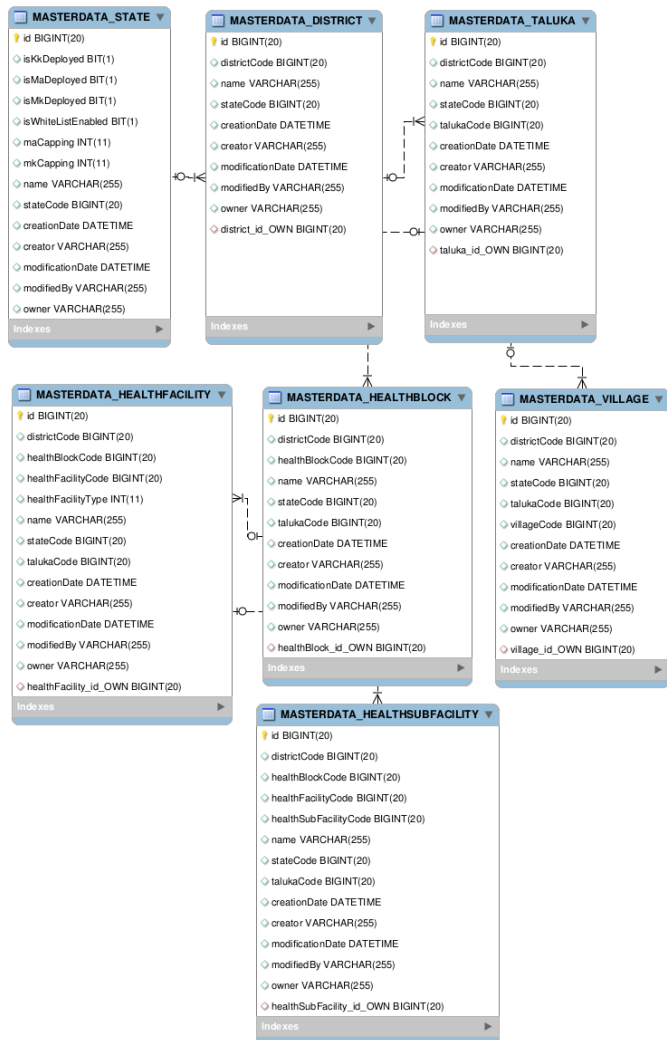 MASTERDATA_STATE
id BIGINT(20)
isKkDeployed BIT(1)
isMaDeployed BIT(1)
isMkDeployed BIT(1)
isWhiteListEnabled BIT(1)
maCapping INT(11)
mkCapping INT(11)
name VARCHAR(255)
stateCode BIGINT(20)
creationDate DATETIME
creator VARCHAR(255)
modificationDate DATETIME
modifiedBy VARCHAR(255)
owner VARCHAR(255)
Indexes
MASTERDATA_DISTRICT
id BIGINT(20)
districtCode BIGINT(20)
name VARCHAR(255)
stateCode BIGINT(20)
creationDate DATETIME
creator VARCHAR(255)
modificationDate DATETIME
modifiedBy VARCHAR(255)
owner VARCHAR(255)
district_id_OWN BIGINT(20)
Indexes
MASTERDATA_TALUKA
id BIGINT(20)
districtCode BIGINT(20)
name VARCHAR(255)
stateCode BIGINT(20)
talukaCode BIGINT(20)
creationDate DATETIME
creator VARCHAR(255)
modificationDate DATETIME
modifiedBy VARCHAR(255)
owner VARCHAR(255)
taluka_id_OWN BIGINT(20)
Indexes
MASTERDATA_HEALTHFACILITY
id BIGINT(20)
districtCode BIGINT(20)
healthBlockCode BIGINT(20)
healthFacilityCode BIGINT(20)
healthFacilityType INT(11)
name VARCHAR(255)
stateCode BIGINT(20)
talukaCode BIGINT(20)
creationDate DATETIME
creator VARCHAR(255)
modificationDate DATETIME
modifiedBy VARCHAR(255)
owner VARCHAR(255)
healthFacility_id_OWN BIGINT(20)
Indexes
MASTERDATA_HEALTHBLOCK
id BIGINT(20)
districtCode BIGINT(20)
healthBlockCode BIGINT(20)
name VARCHAR(255)
stateCode BIGINT(20)
talukaCode BIGINT(20)
creationDate DATETIME
creator VARCHAR(255)
modificationDate DATETIME
modifiedBy VARCHAR(255)
owner VARCHAR(255)
healthBlock_id_OWN BIGINT(20)
Indexes
MASTERDATA_VILLAGE
id BIGINT(20)
districtCode BIGINT(20)
name VARCHAR(255)
stateCode BIGINT(20)
talukaCode BIGINT(20)
villageCode BIGINT(20)
creationDate DATETIME
creator VARCHAR(255)
modificationDate DATETIME
modifiedBy VARCHAR(255)
owner VARCHAR(255)
village_id_OWN BIGINT(20)
Indexes
MASTERDATA_HEALTHSUBFACILITY
id BIGINT(20)
districtCode BIGINT(20)
healthBlockCode BIGINT(20)
healthFacilityCode BIGINT(20)
healthSubFacilityCode BIGINT(20)
name VARCHAR(255)
stateCode BIGINT(20)
talukaCode BIGINT(20)
creationDate DATETIME
creator VARCHAR(255)
modificationDate DATETIME
modifiedBy VARCHAR(255)
owner VARCHAR(255)
healthSubFacility_id_OWN BIGINT(20)
Indexes